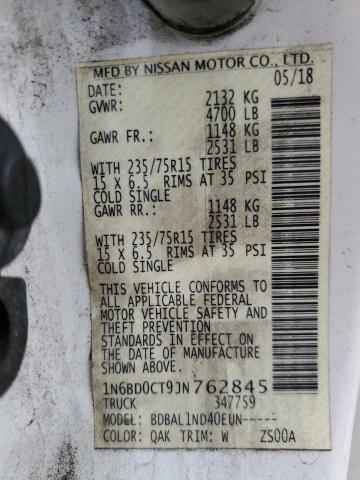 MFD BY NISSAN MOTOR CO., LTD.
DATE: 05/18
GVWR: 2132 KG
4700 LB
GAWR FR.: 1148 KG
2531 LB
WITH 235/75R15 TIRES
15 X 6.5 RIMS AT 35 PSI
COLD SINGLE
GAWR RR.: 1148 KG
2531 LB
WITH 235/75R15 TIRES
15 X 6.5 RIMS AT 35 PSI
COLD SINGLE
THIS VEHICLE CONFORMS TO
ALL APPLICABLE FEDERAL
MOTOR VEHICLE SAFETY AND
THEFT PREVENTION
STANDARDS IN EFFECT ON
THE DATE OF MANUFACTURE
SHOWN ABOVE.
1N6BD0CT9JN762845
TRUCK 347759
MODEL: BDBAL1ND40EUN-----
COLOR: QAK TRIM: W ZS00A